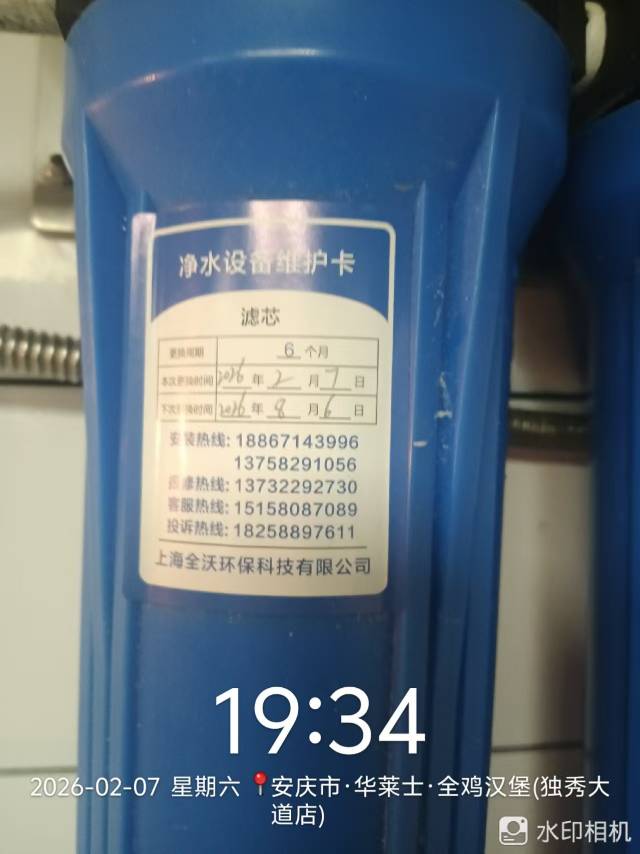 净水设备维护卡
滤芯
更换周期 6 个月
本次更换时间 2026 年 2 月 7 日
下次更换时间 2026 年 8 月 6 日
安装热线: 18867143996
13758291056
报修热线: 13732292730
客服热线: 15158087089
投诉热线: 18258897611
上海全沃环保科技有限公司
19:34
2026-02-07 星期六 📍安庆市·华莱士·全鸡汉堡(独秀大
道店)
水印相机